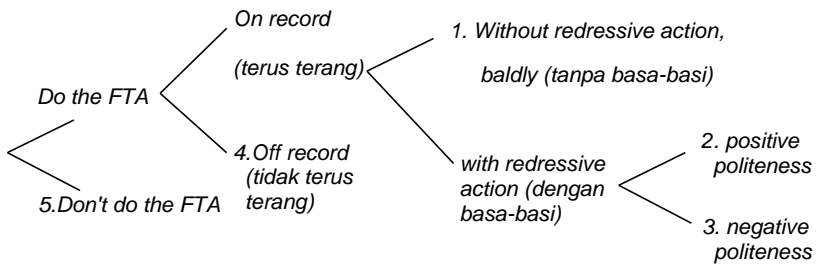 On record
(terus terang)
1. Without redressive action,
baldly (tanpa basa-basi)
Do the FTA
4.Off record
(tidak terus
terang)
5.Don't do the FTA
with redressive
action (dengan
basa-basi)
2. positive
politeness
3. negative
politeness